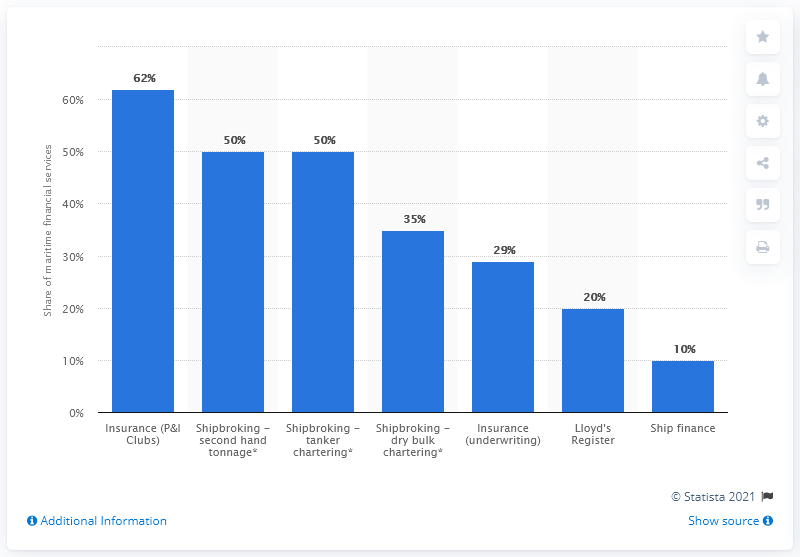 Share of maritime financial services
60%
50%
40%
30%
20%
10%
0%
62%
50%
50%
35%
29%
20%
10%
Insurance (P&I
Clubs)
Shipbroking –
second hand
tonnage*
Shipbroking –
tanker
chartering*
Shipbroking –
dry bulk
chartering*
Insurance
(underwriting)
Lloyd's
Register
Ship finance
© Statista 2021
Additional Information
Show source